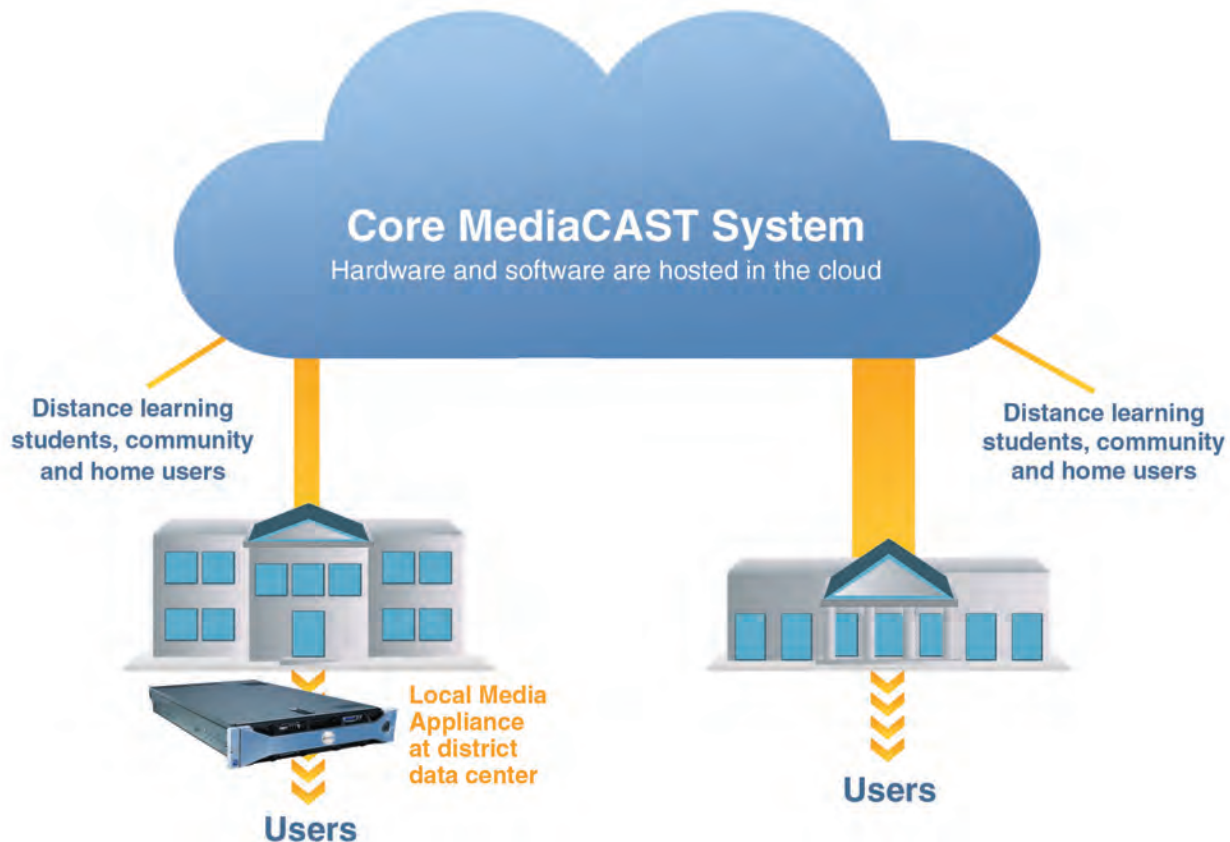 Core MediaCAST System
Hardware and software are hosted in the cloud
Distance learning
students, community
and home users
Distance learning
students, community
and home users
Local Media
Appliance
at district
data center
Users
Users